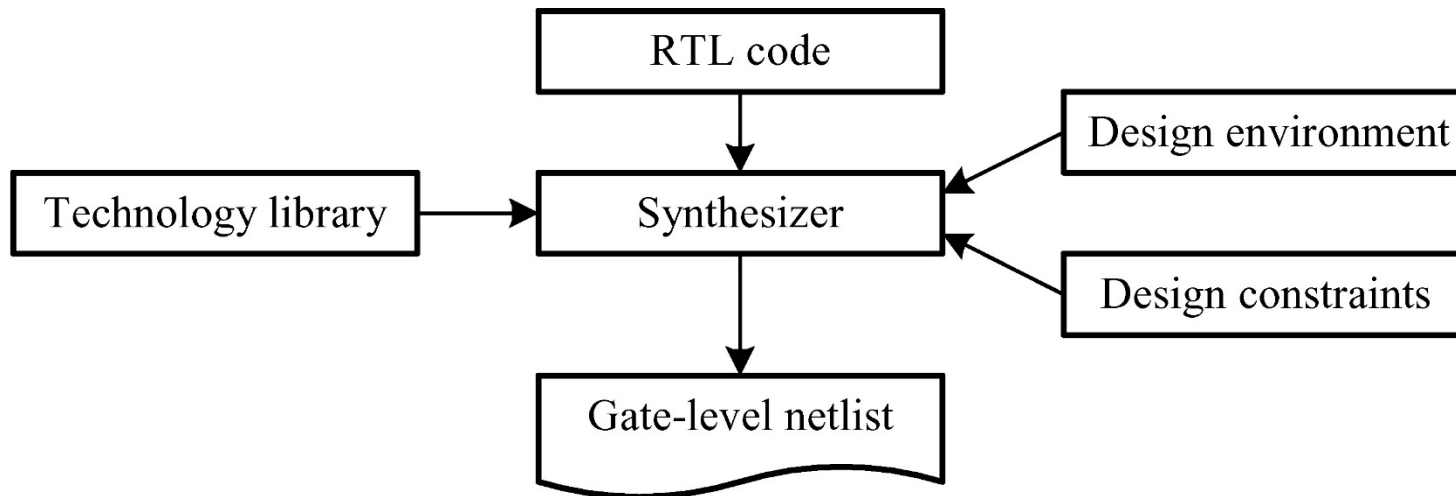 RTL code
Design environment
Technology library
Synthesizer
Design constraints
Gate-level netlist